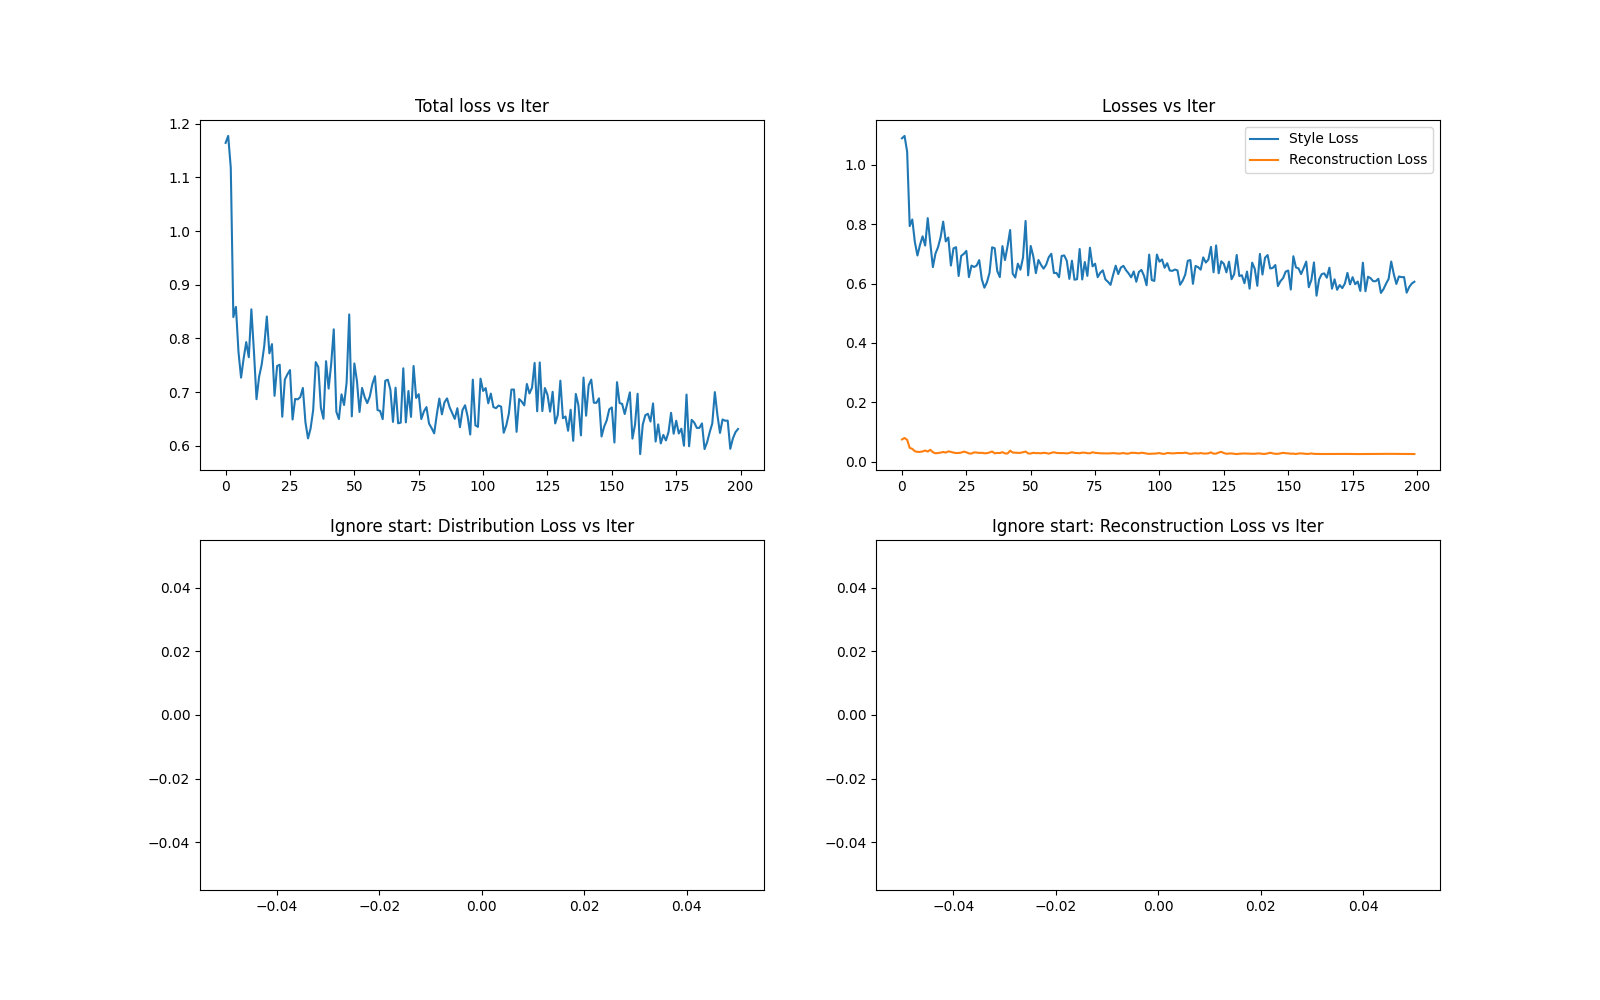 Total loss vs Iter
1.2
1.1
1.0
0.9
0.8
0.7
0.6
0 25 50 75 100 125 150 175 200
Losses vs Iter
Style Loss
Reconstruction Loss
1.0
0.8
0.6
0.4
0.2
0.0
0 25 50 75 100 125 150 175 200
Ignore start: Distribution Loss vs Iter
0.04
0.02
0.00
−0.02
−0.04
−0.04 −0.02 0.00 0.02 0.04
Ignore start: Reconstruction Loss vs Iter
0.04
0.02
0.00
−0.02
−0.04
−0.04 −0.02 0.00 0.02 0.04